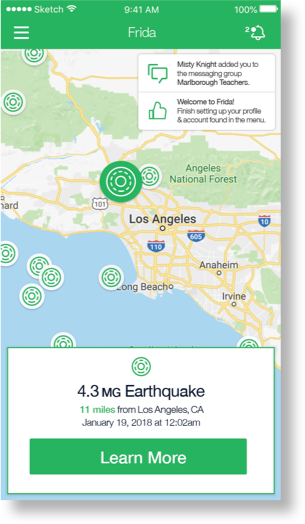 Sketch 9:41 AM 100%
Frida 2
Misty Knight added you to
the messaging group
Marlborough Teachers.
Welcome to Frida!
Finish setting up your profile
& account found in the menu.
Angeles
National Forest
101
Los Angeles
10
605
110
Anaheim
Long Beach
Irvine
4.3 MG Earthquake
11 miles from Los Angeles, CA
January 19, 2018 at 12:02am
Learn More